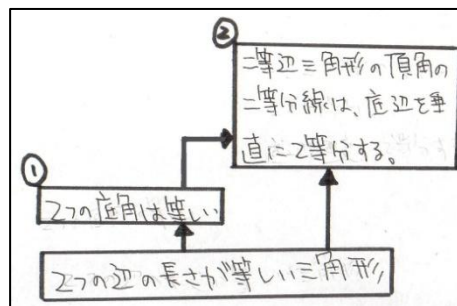 ②
二等辺三角形の頂角の
二等分線は、底辺を垂
直に2等分する。
①
2つの底角は等しい
2つの辺の長さが等しい三角形